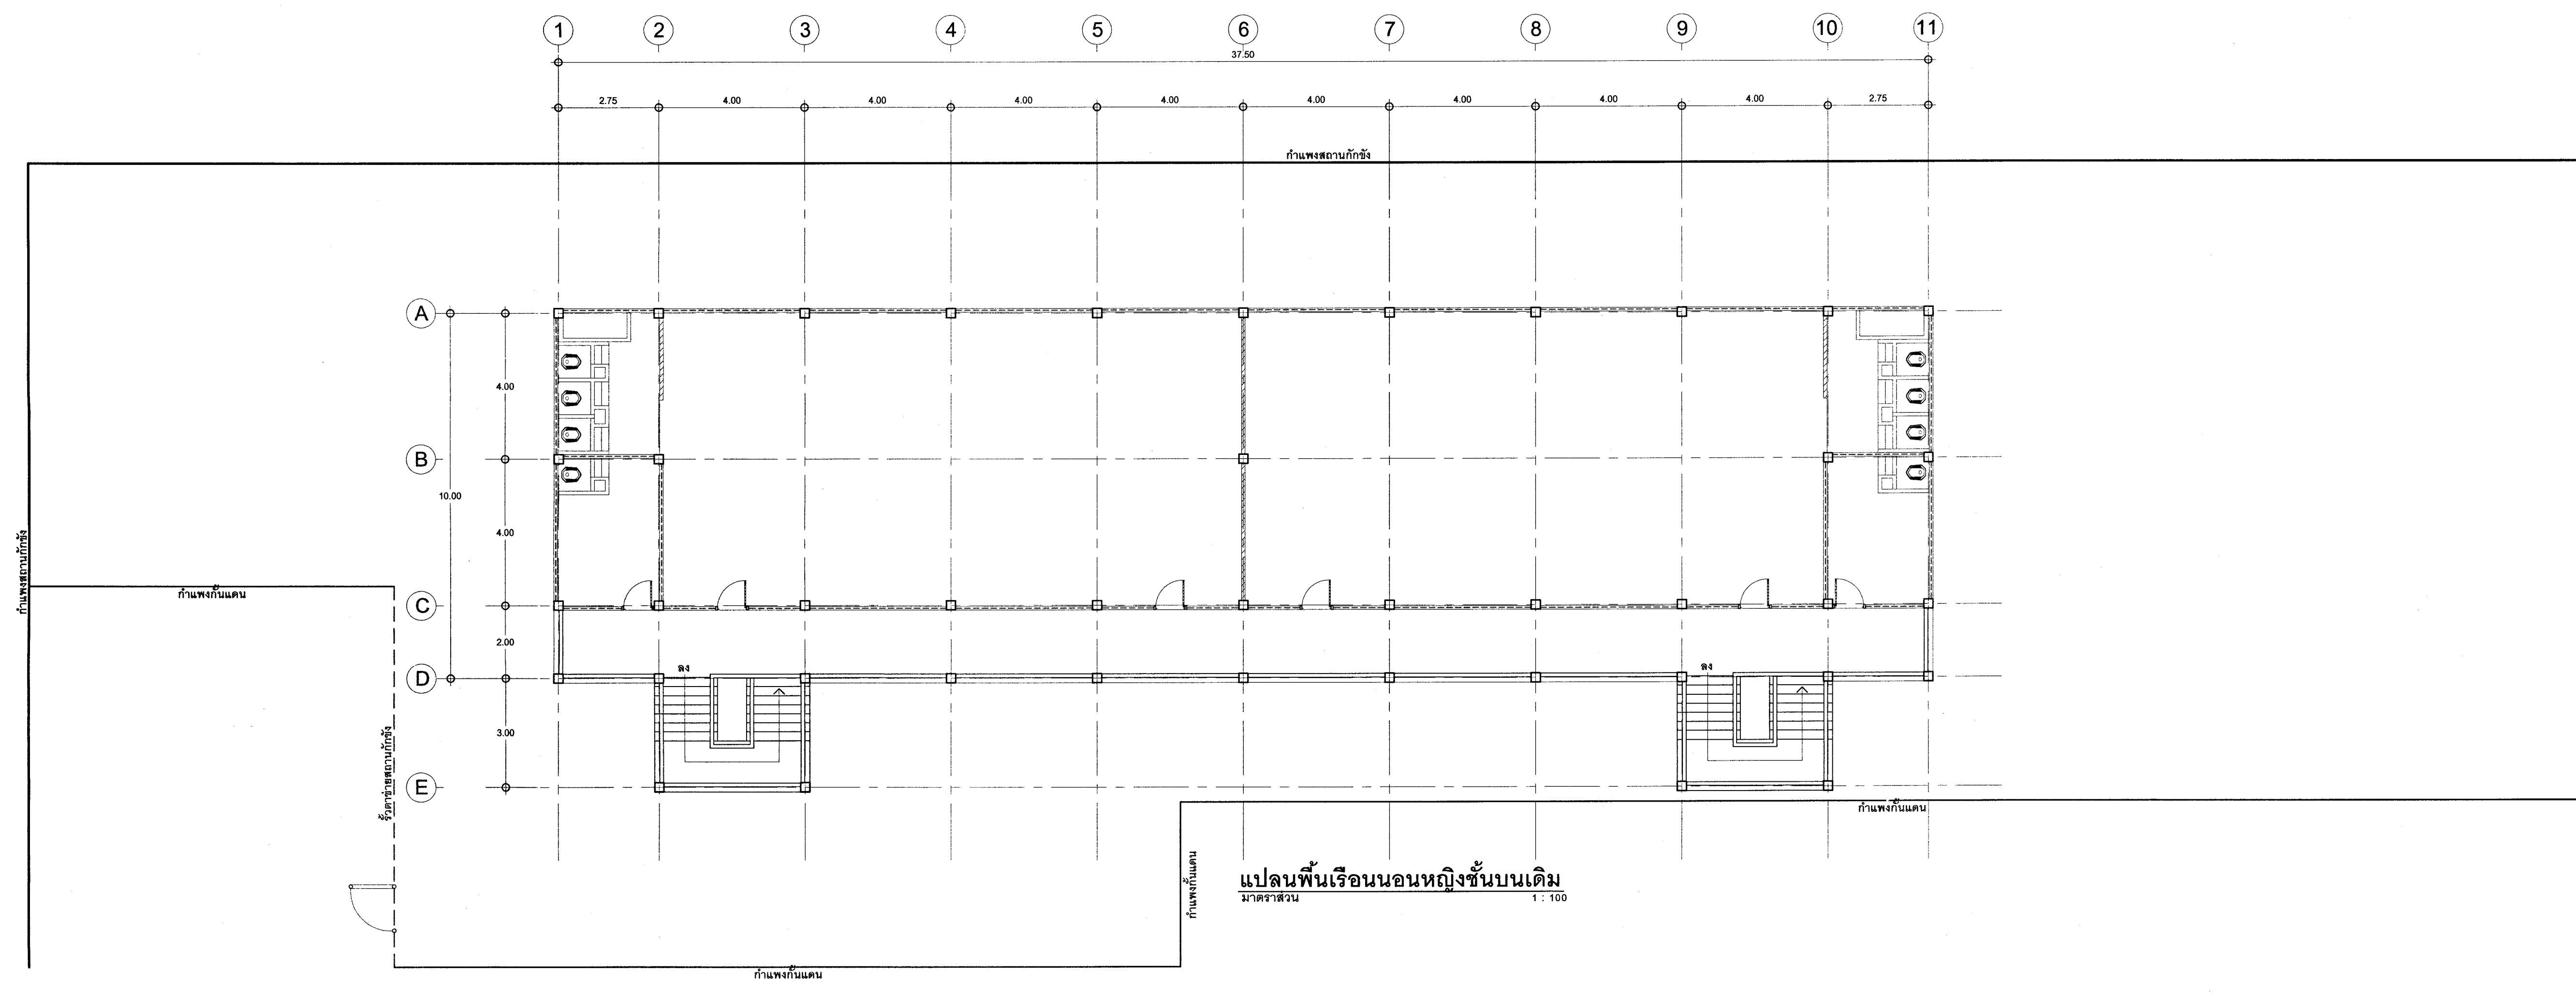 1 2 3 4 5 6 7 8 9 10 11
37.50
2.75 4.00 4.00 4.00 4.00 4.00 4.00 4.00 4.00 2.75
กำแพงสถานกักขัง
A
4.00
B
10.00
4.00
กำแพงสถานกักขัง
กำแพงกั้นแดน
C
2.00
ลง
ลง
D
3.00
รั้วตาข่ายสถานกักขัง
E
กำแพงกั้นแดน
กำแพงกั้นแดน
แปลนพื้นเรือนนอนหญิงชั้นบนเดิม
มาตราส่วน 1 : 100
กำแพงกั้นแดน